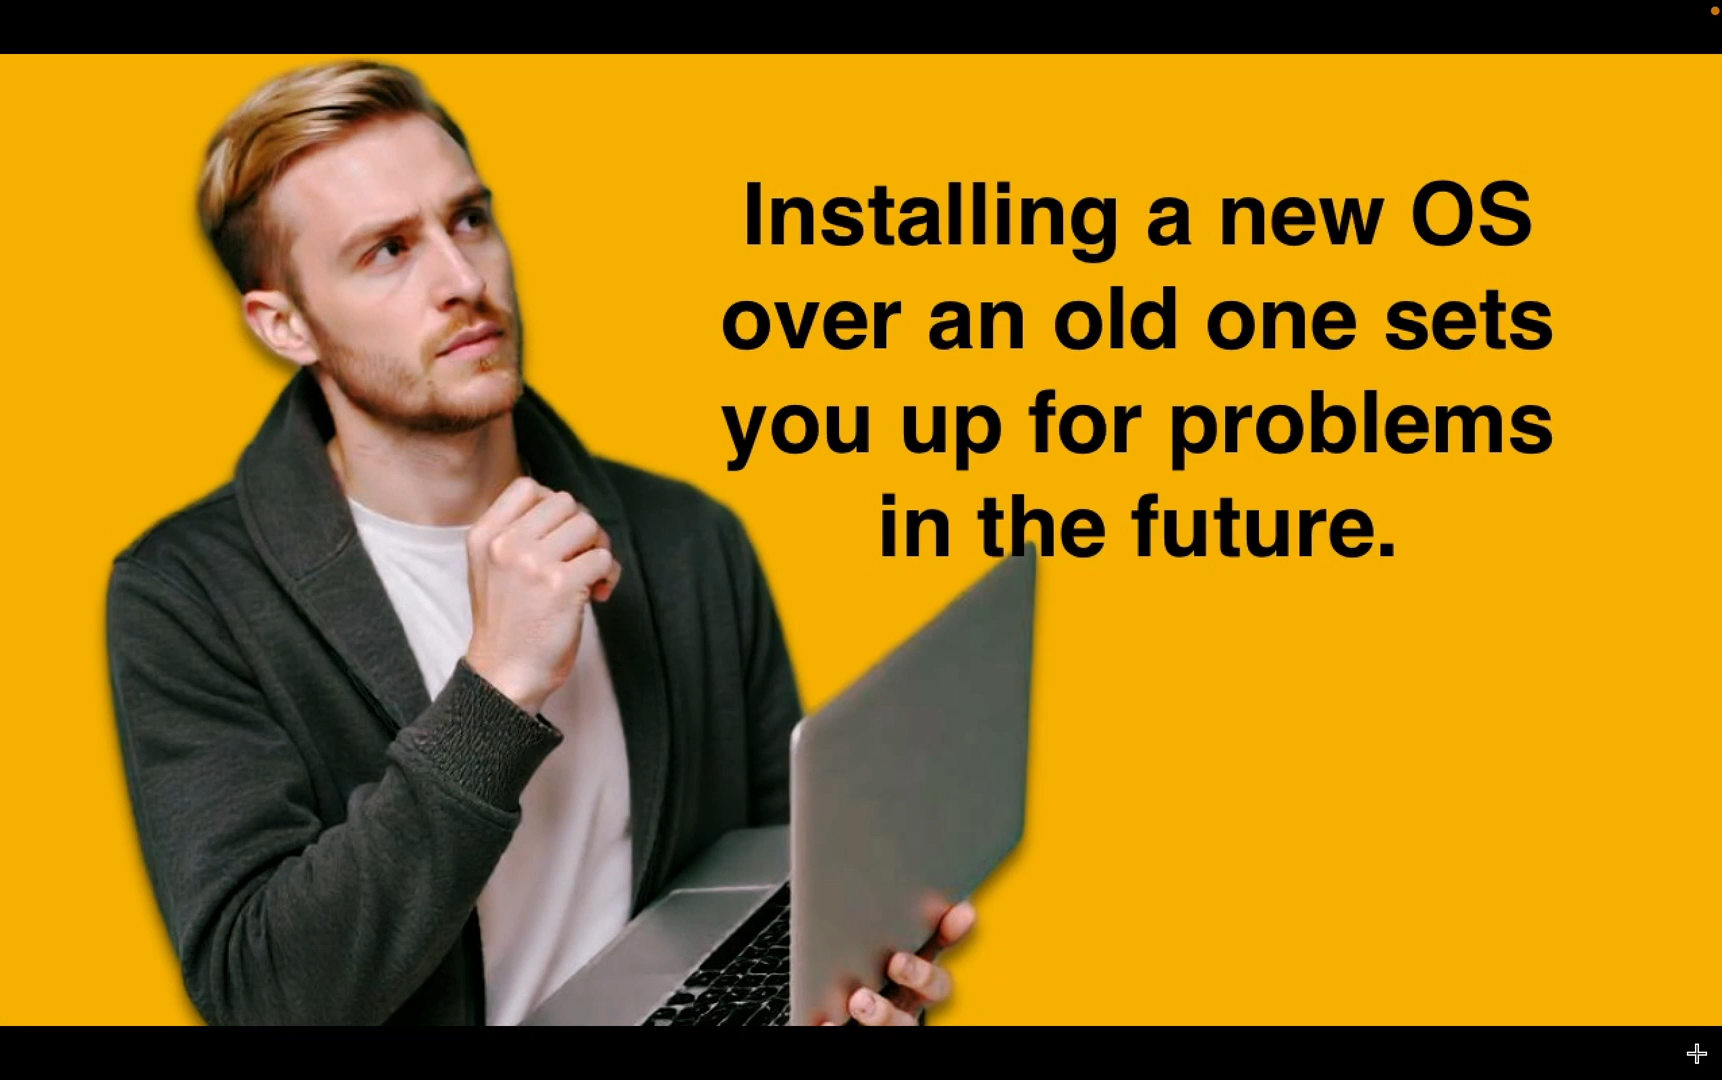 Installing a new OS
over an old one sets
you up for problems
in the future.